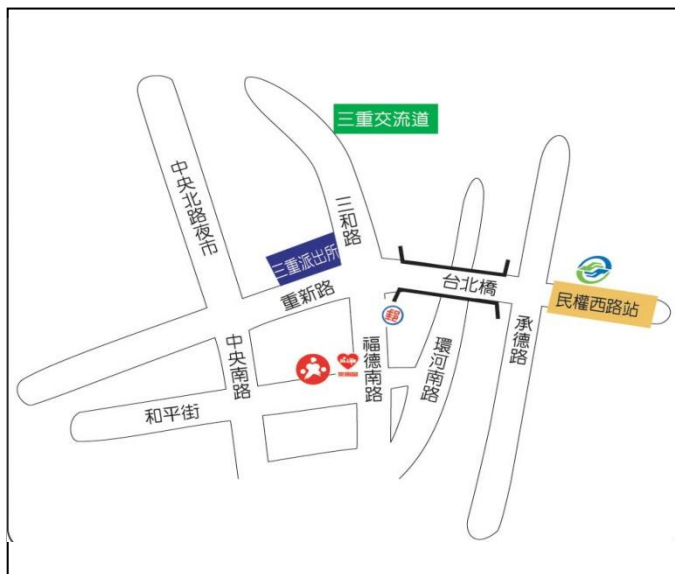 三重交流道
中央北路夜市
三和路
三重派出所
重新路
台北橋
民權西路站
郵
中央南路
福德南路
環河南路
承德路
和平街